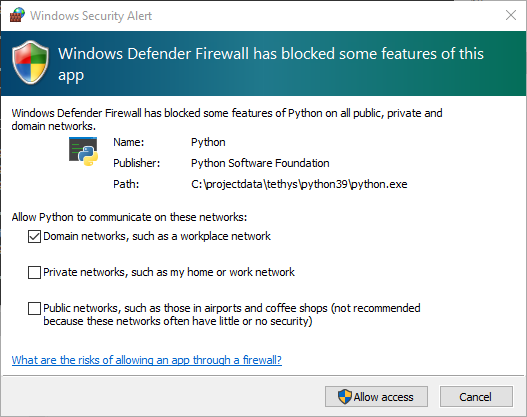 Windows Security Alert
Windows Defender Firewall has blocked some features of this
app
Windows Defender Firewall has blocked some features of Python on all public, private and
domain networks.
Name: Python
Publisher: Python Software Foundation
Path: C:\projectdata\tethys\python39\python.exe
Allow Python to communicate on these networks:
Domain networks, such as a workplace network
Private networks, such as my home or work network
Public networks, such as those in airports and coffee shops (not recommended
because these networks often have little or no security)
What are the risks of allowing an app through a firewall?
Allow access Cancel